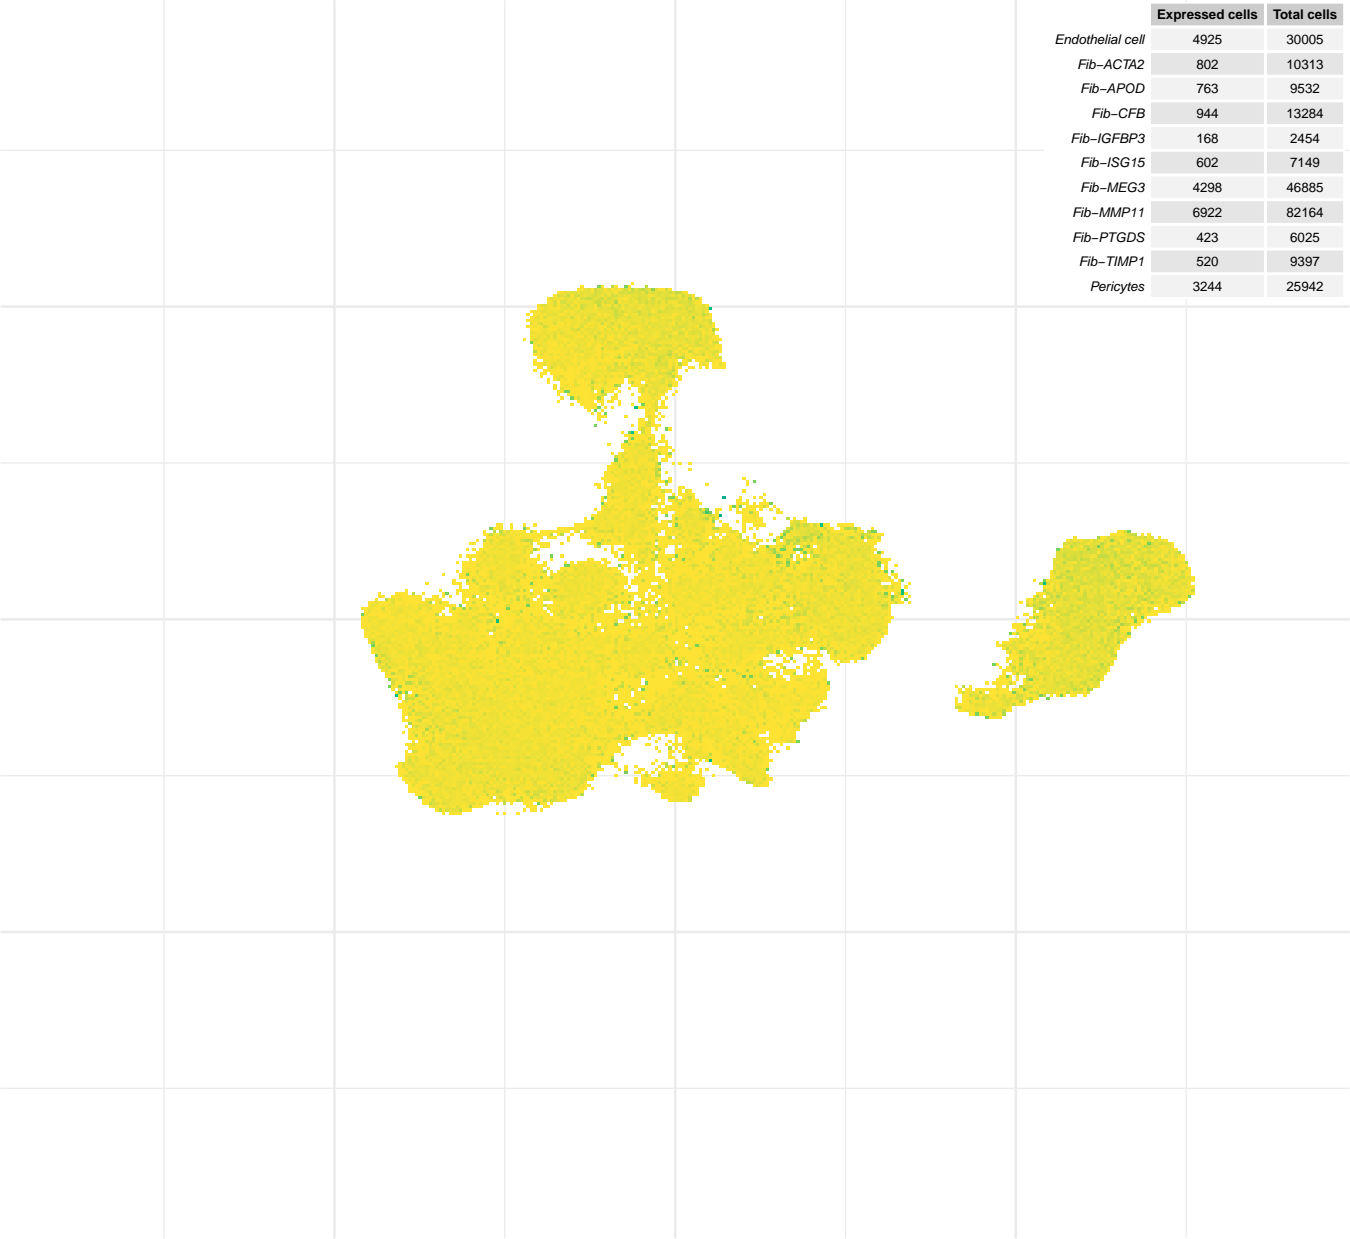 Expressed cells Total cells
Endothelial cell 4925 30005
Fib−ACTA2 802 10313
Fib−APOD 763 9532
Fib−CFB 944 13284
Fib−IGFBP3 168 2454
Fib−ISG15 602 7149
Fib−MEG3 4298 46885
Fib−MMP11 6922 82164
Fib−PTGDS 423 6025
Fib−TIMP1 520 9397
Pericytes 3244 25942